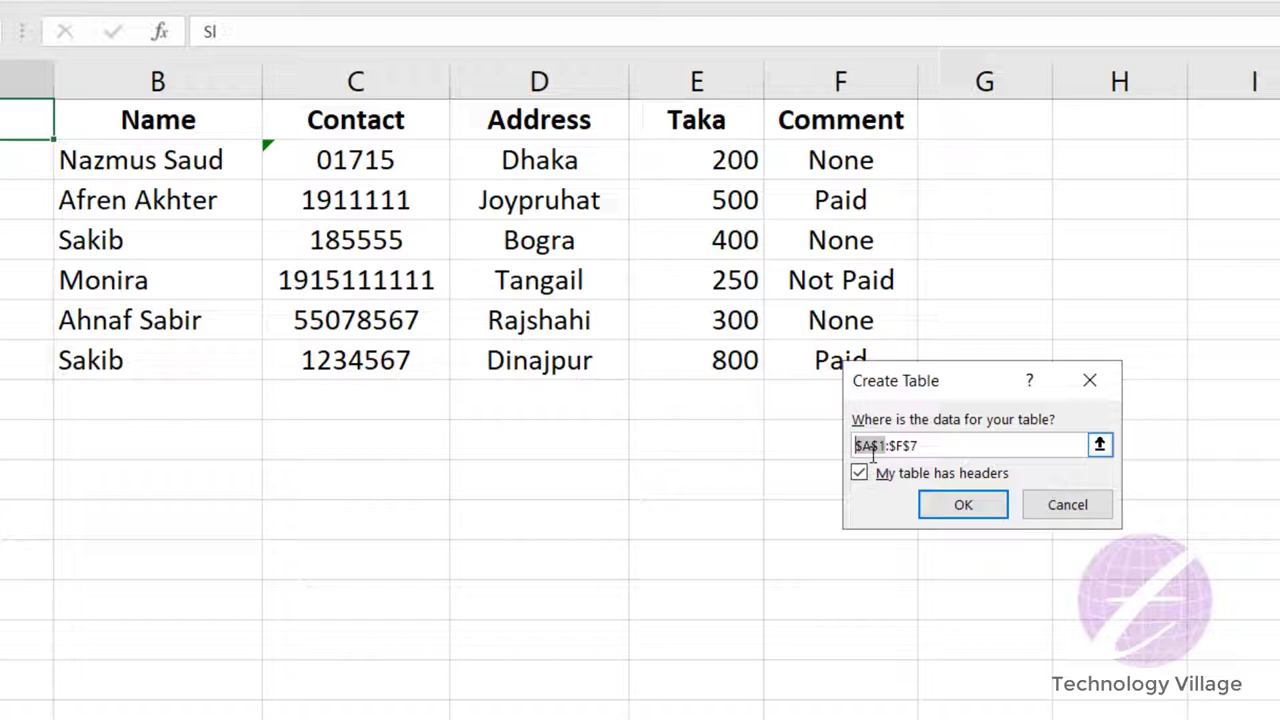 fx Sl
B C D E F G H I
Name Contact Address Taka Comment
Nazmus Saud 01715 Dhaka 200 None
Afren Akhter 1911111 Joypruhat 500 Paid
Sakib 185555 Bogra 400 None
Monira 1915111111 Tangail 250 Not Paid
Ahnaf Sabir 55078567 Rajshahi 300 None
Sakib 1234567 Dinajpur 800 Paid
Create Table ?
Where is the data for your table?
$A$1:$F$7
My table has headers
OK Cancel
Technology Village